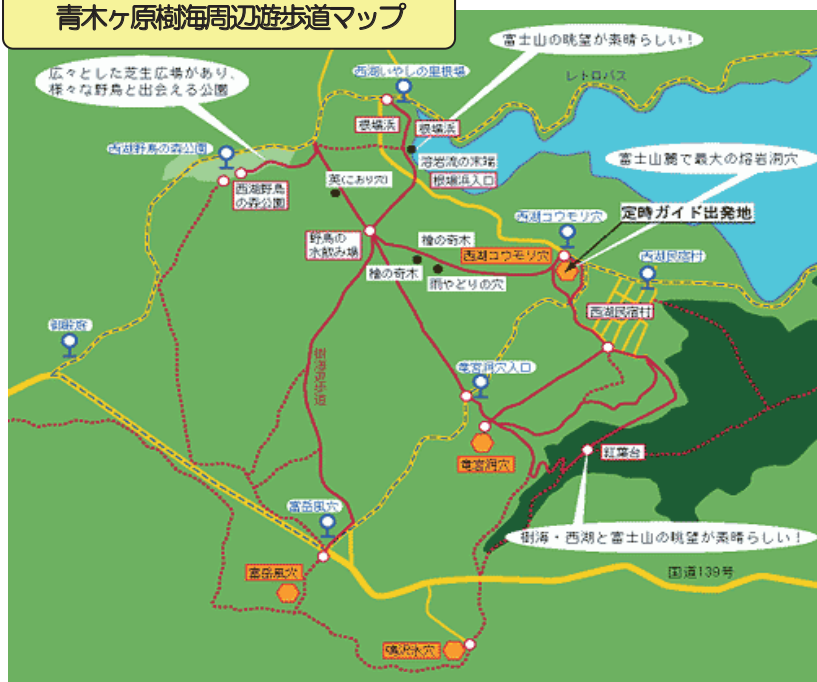 青木ヶ原樹海周辺遊歩道マップ
富士山の眺望が素晴らしい！
広々とした芝生広場があり、
様々な野鳥と出会える公園
西湖いやしの里根場
レトロバス
根場浜
根場浜
西湖野鳥の森公園
溶岩流の末端
根場浜入口
富士山麓で最大の溶岩洞穴
西湖野鳥
の森公園
(こおり穴)
西湖コウモリ穴
定時ガイド出発地
野鳥の
水飲み場
檜の奇木
西湖コウモリ穴
西湖民宿村
檜の奇木
雨やどりの穴
西湖民宿村
樹海遊歩道
竜宮洞穴入口
竜宮洞穴
紅葉台
富岳風穴
樹海・西湖と富士山の眺望が素晴らしい！
富岳風穴
国道139号
鳴沢氷穴